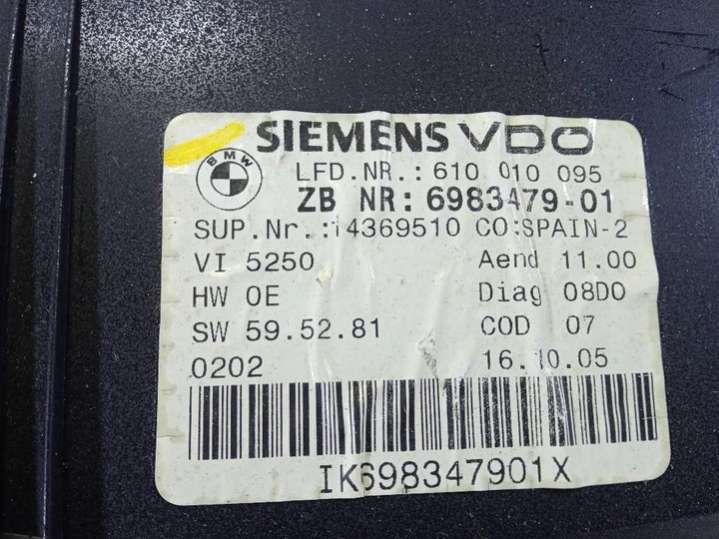 SIEMENS VDO
BMW
LFD.NR.:610 010 095
ZB NR: 6983479-01
SUP.Nr.:14369510 CO:SPAIN-2
VI 5250 Aend 11.00
HW 0E Diag 08D0
SW 59.52.81 COD 07
0202 16.10.05
IK698347901X